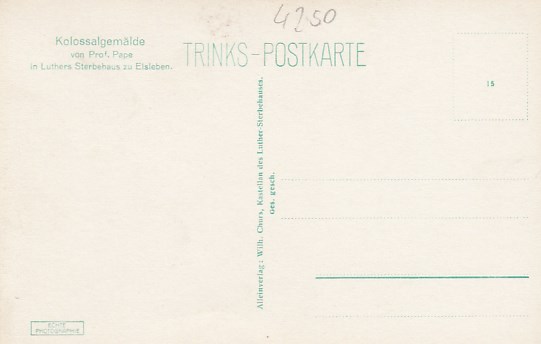 4250
Kolossalgemälde
von Prof. Pape
in Luthers Sterbehaus zu Eisleben.
TRINKS-POSTKARTE
15
Alleinverlag: Wilh. Chors, Kastellan des Luther-Sterbehauses.
Ges. gesch.
ECHTE
PHOTOGRAPHIE